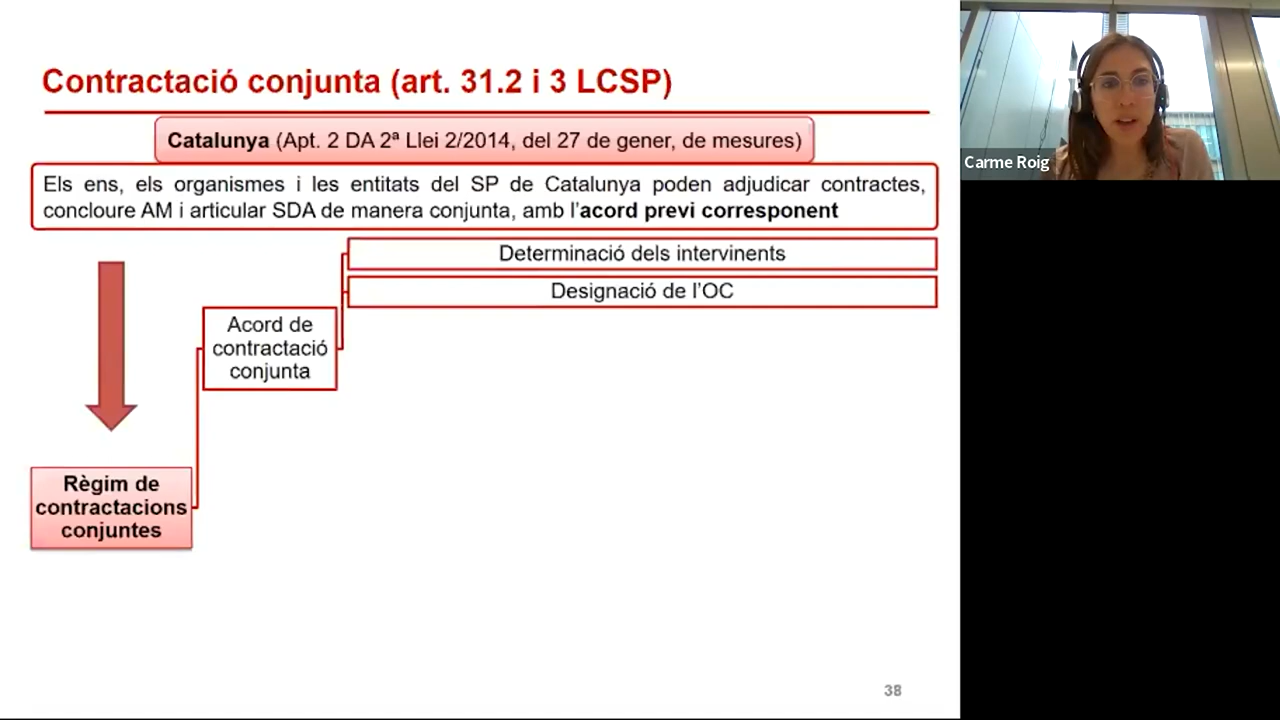 Contractació conjunta (art. 31.2 i 3 LCSP)
Catalunya (Apt. 2 DA 2ª Llei 2/2014, del 27 de gener, de mesures)
Els ens, els organismes i les entitats del SP de Catalunya poden adjudicar contractes,
concloure AM i articular SDA de manera conjunta, amb l'acord previ corresponent
Determinació dels intervinents
Designació de l'OC
Acord de
contractació
conjunta
Règim de
contractacions
conjuntes
38
Carme Roig